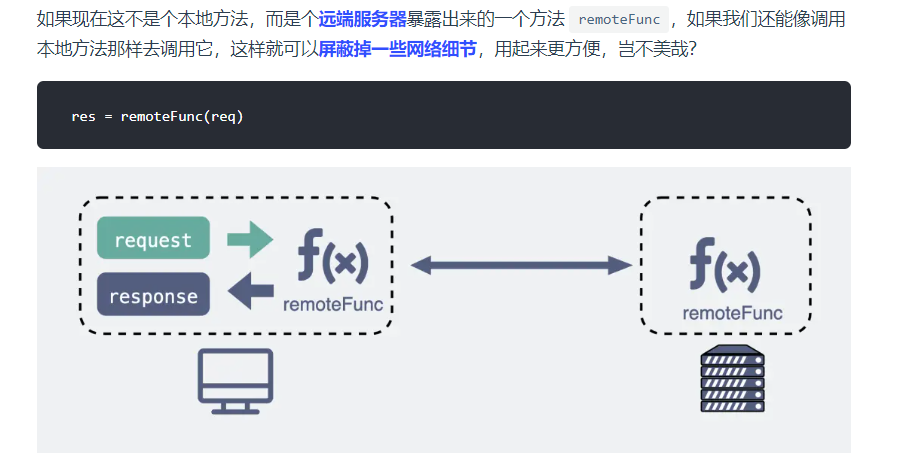 如果现在这不是个本地方法，而是个远端服务器暴露出来的一个方法 remoteFunc ，如果我们还能像调用
本地方法那样去调用它，这样就可以屏蔽掉一些网络细节，用起来更方便，岂不美哉？
res = remoteFunc(req)
request
f(x)
response
remoteFunc
f(x)
remoteFunc